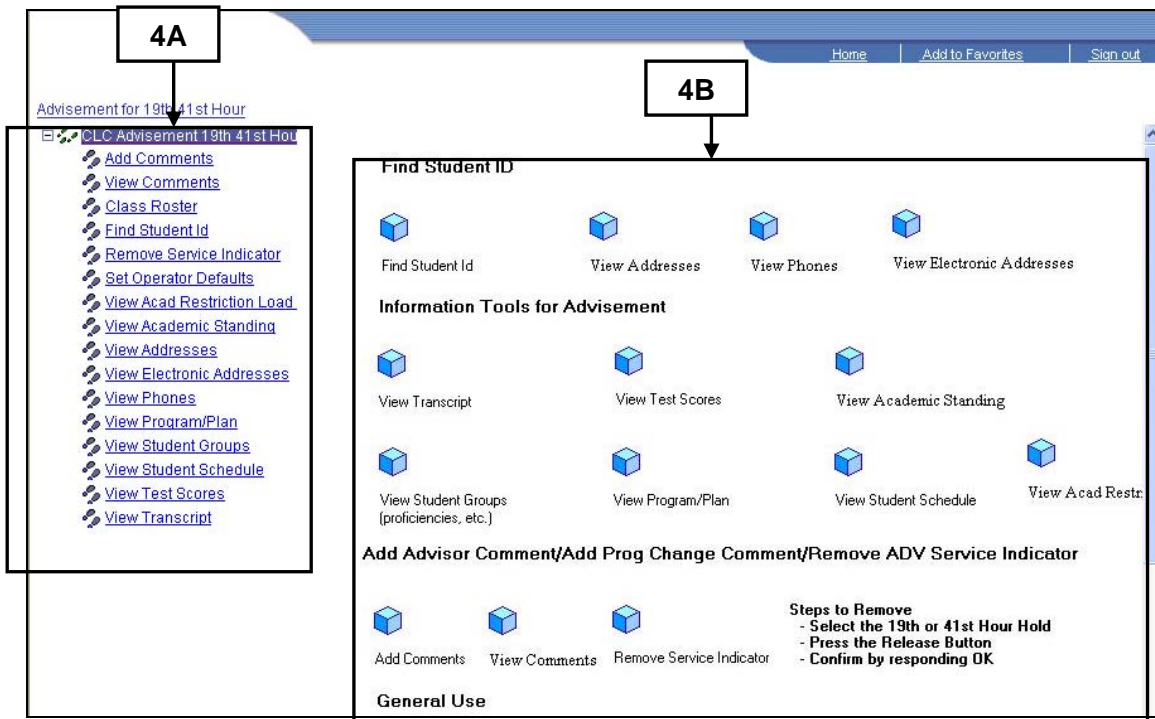 4A
Home
Add to Favorites
Sign out
4B
Advisement for 19th 41st Hour
CLC Advisement 19th 41st Hou
Add Comments
View Comments
Class Roster
Find Student Id
Remove Service Indicator
Set Operator Defaults
View Acad Restriction Load
View Academic Standing
View Addresses
View Electronic Addresses
View Phones
View Program/Plan
View Student Groups
View Student Schedule
View Test Scores
View Transcript
Find Student ID
Find Student Id
View Addresses
View Phones
View Electronic Addresses
Information Tools for Advisement
View Transcript
View Test Scores
View Academic Standing
View Student Groups
(proficiencies, etc.)
View Program/Plan
View Student Schedule
View Acad Restr
Add Advisor Comment/Add Prog Change Comment/Remove ADV Service Indicator
Add Comments
View Comments
Remove Service Indicator
Steps to Remove
- Select the 19th or 41st Hour Hold
- Press the Release Button
- Confirm by responding OK
General Use